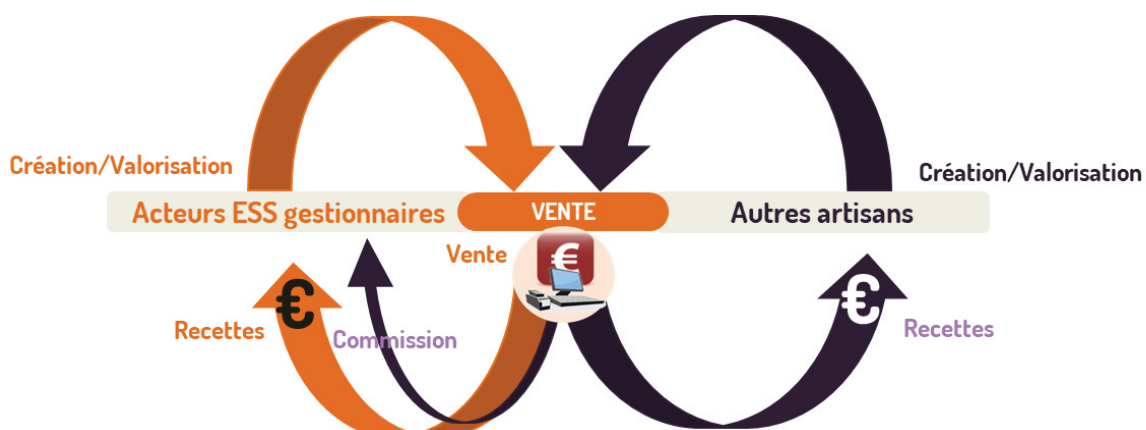 Création/Valorisation
Création/Valorisation
Acteurs ESS gestionnaires
VENTE
Autres artisans
Vente
€
€
€
Recettes
Commission
Recettes